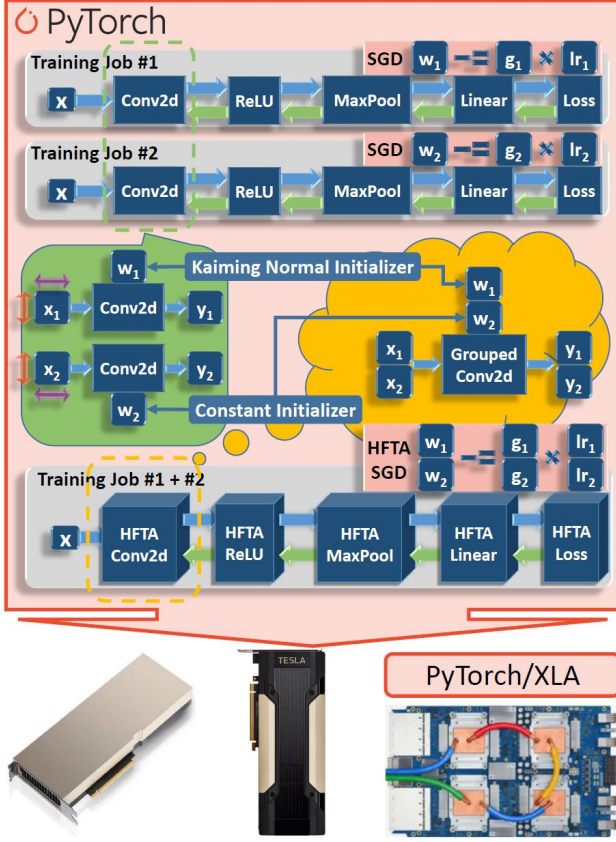 PyTorch
Training Job #1
SGD w₁ -= g₁ × lr₁
x Conv2d ReLU MaxPool Linear Loss
Training Job #2
SGD w₂ -= g₂ × lr₂
x Conv2d ReLU MaxPool Linear Loss
w₁
Kaiming Normal Initializer
x₁ Conv2d y₁
x₂ Conv2d y₂
w₂
Constant Initializer
w₁
w₂
x₁
x₂
Grouped
Conv2d
y₁
y₂
HFTA
SGD
w₁
w₂
-=
g₁
g₂
×
lr₁
lr₂
Training Job #1 + #2
x
HFTA
Conv2d
HFTA
ReLU
HFTA
MaxPool
HFTA
Linear
HFTA
Loss
TESLA
PyTorch/XLA